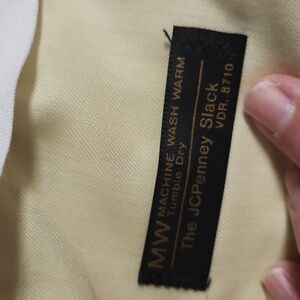 MW MACHINE WASH WARM
Tumble Dry
The JCPenney Slack
VDR. 8710